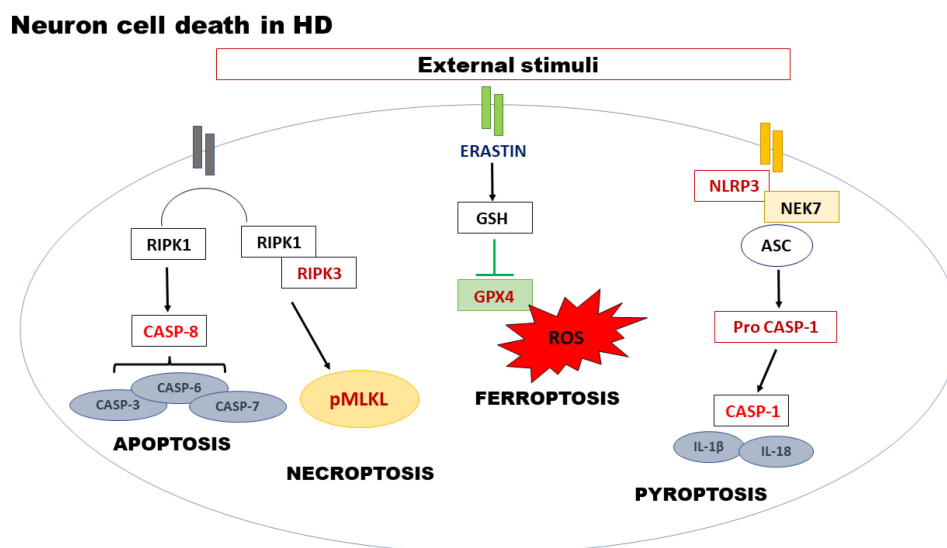 Neuron cell death in HD
External stimuli
ERASTIN
NLRP3
NEK7
GSH
RIPK1
RIPK1
ASC
RIPK3
GPX4
CASP-8
ROS
Pro CASP-1
CASP-6
CASP-3
CASP-7
pMLKL
FERROPTOSIS
CASP-1
APOPTOSIS
IL-1β
IL-18
NECROPTOSIS
PYROPTOSIS